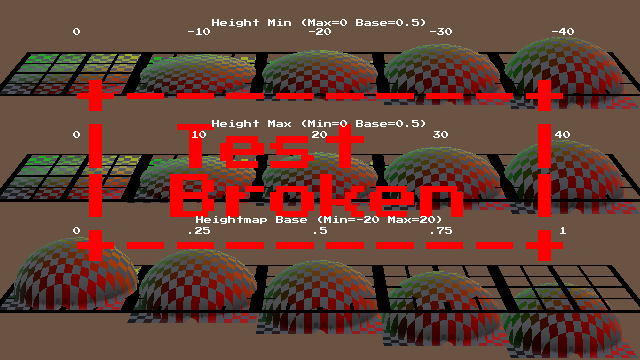 Height Min (Max=0 Base=0.5)
0 -10 -20 -30 -40
Height Max (Min=0 Base=0.5)
0 10 20 30 40
Test
Broken
Heightmap Base (Min=-20 Max=20)
0 .25 .5 .75 1